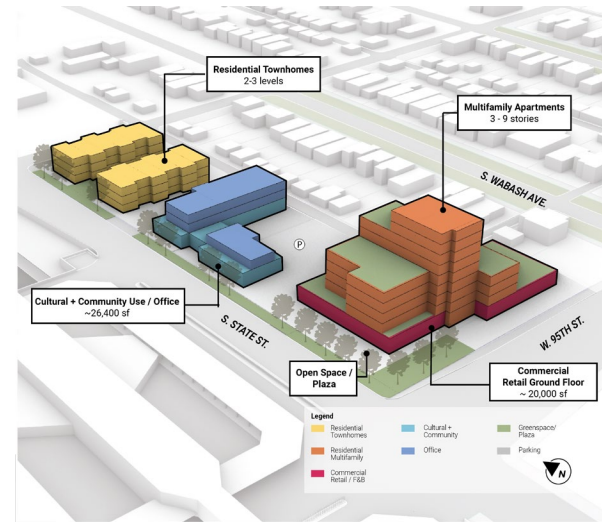 Residential Townhomes
2-3 levels
Multifamily Apartments
3 - 9 stories
S. WABASH AVE.
P
Cultural + Community Use / Office
~26,400 sf
S. STATE ST.
W. 95TH ST.
Open Space /
Plaza
Commercial
Retail Ground Floor
~ 20,000 sf
Legend
Residential
Townhomes
Cultural +
Community
Greenspace/
Plaza
Residential
Multifamily
Office
Parking
Commercial
Retail / F&B
N